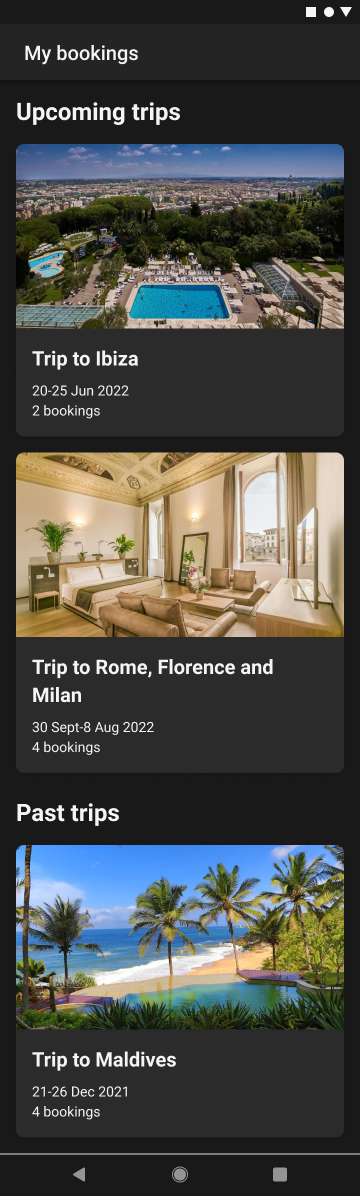 My bookings
Upcoming trips
Trip to Ibiza
20-25 Jun 2022
2 bookings
Trip to Rome, Florence and
Milan
30 Sept-8 Aug 2022
4 bookings
Past trips
Trip to Maldives
21-26 Dec 2021
4 bookings